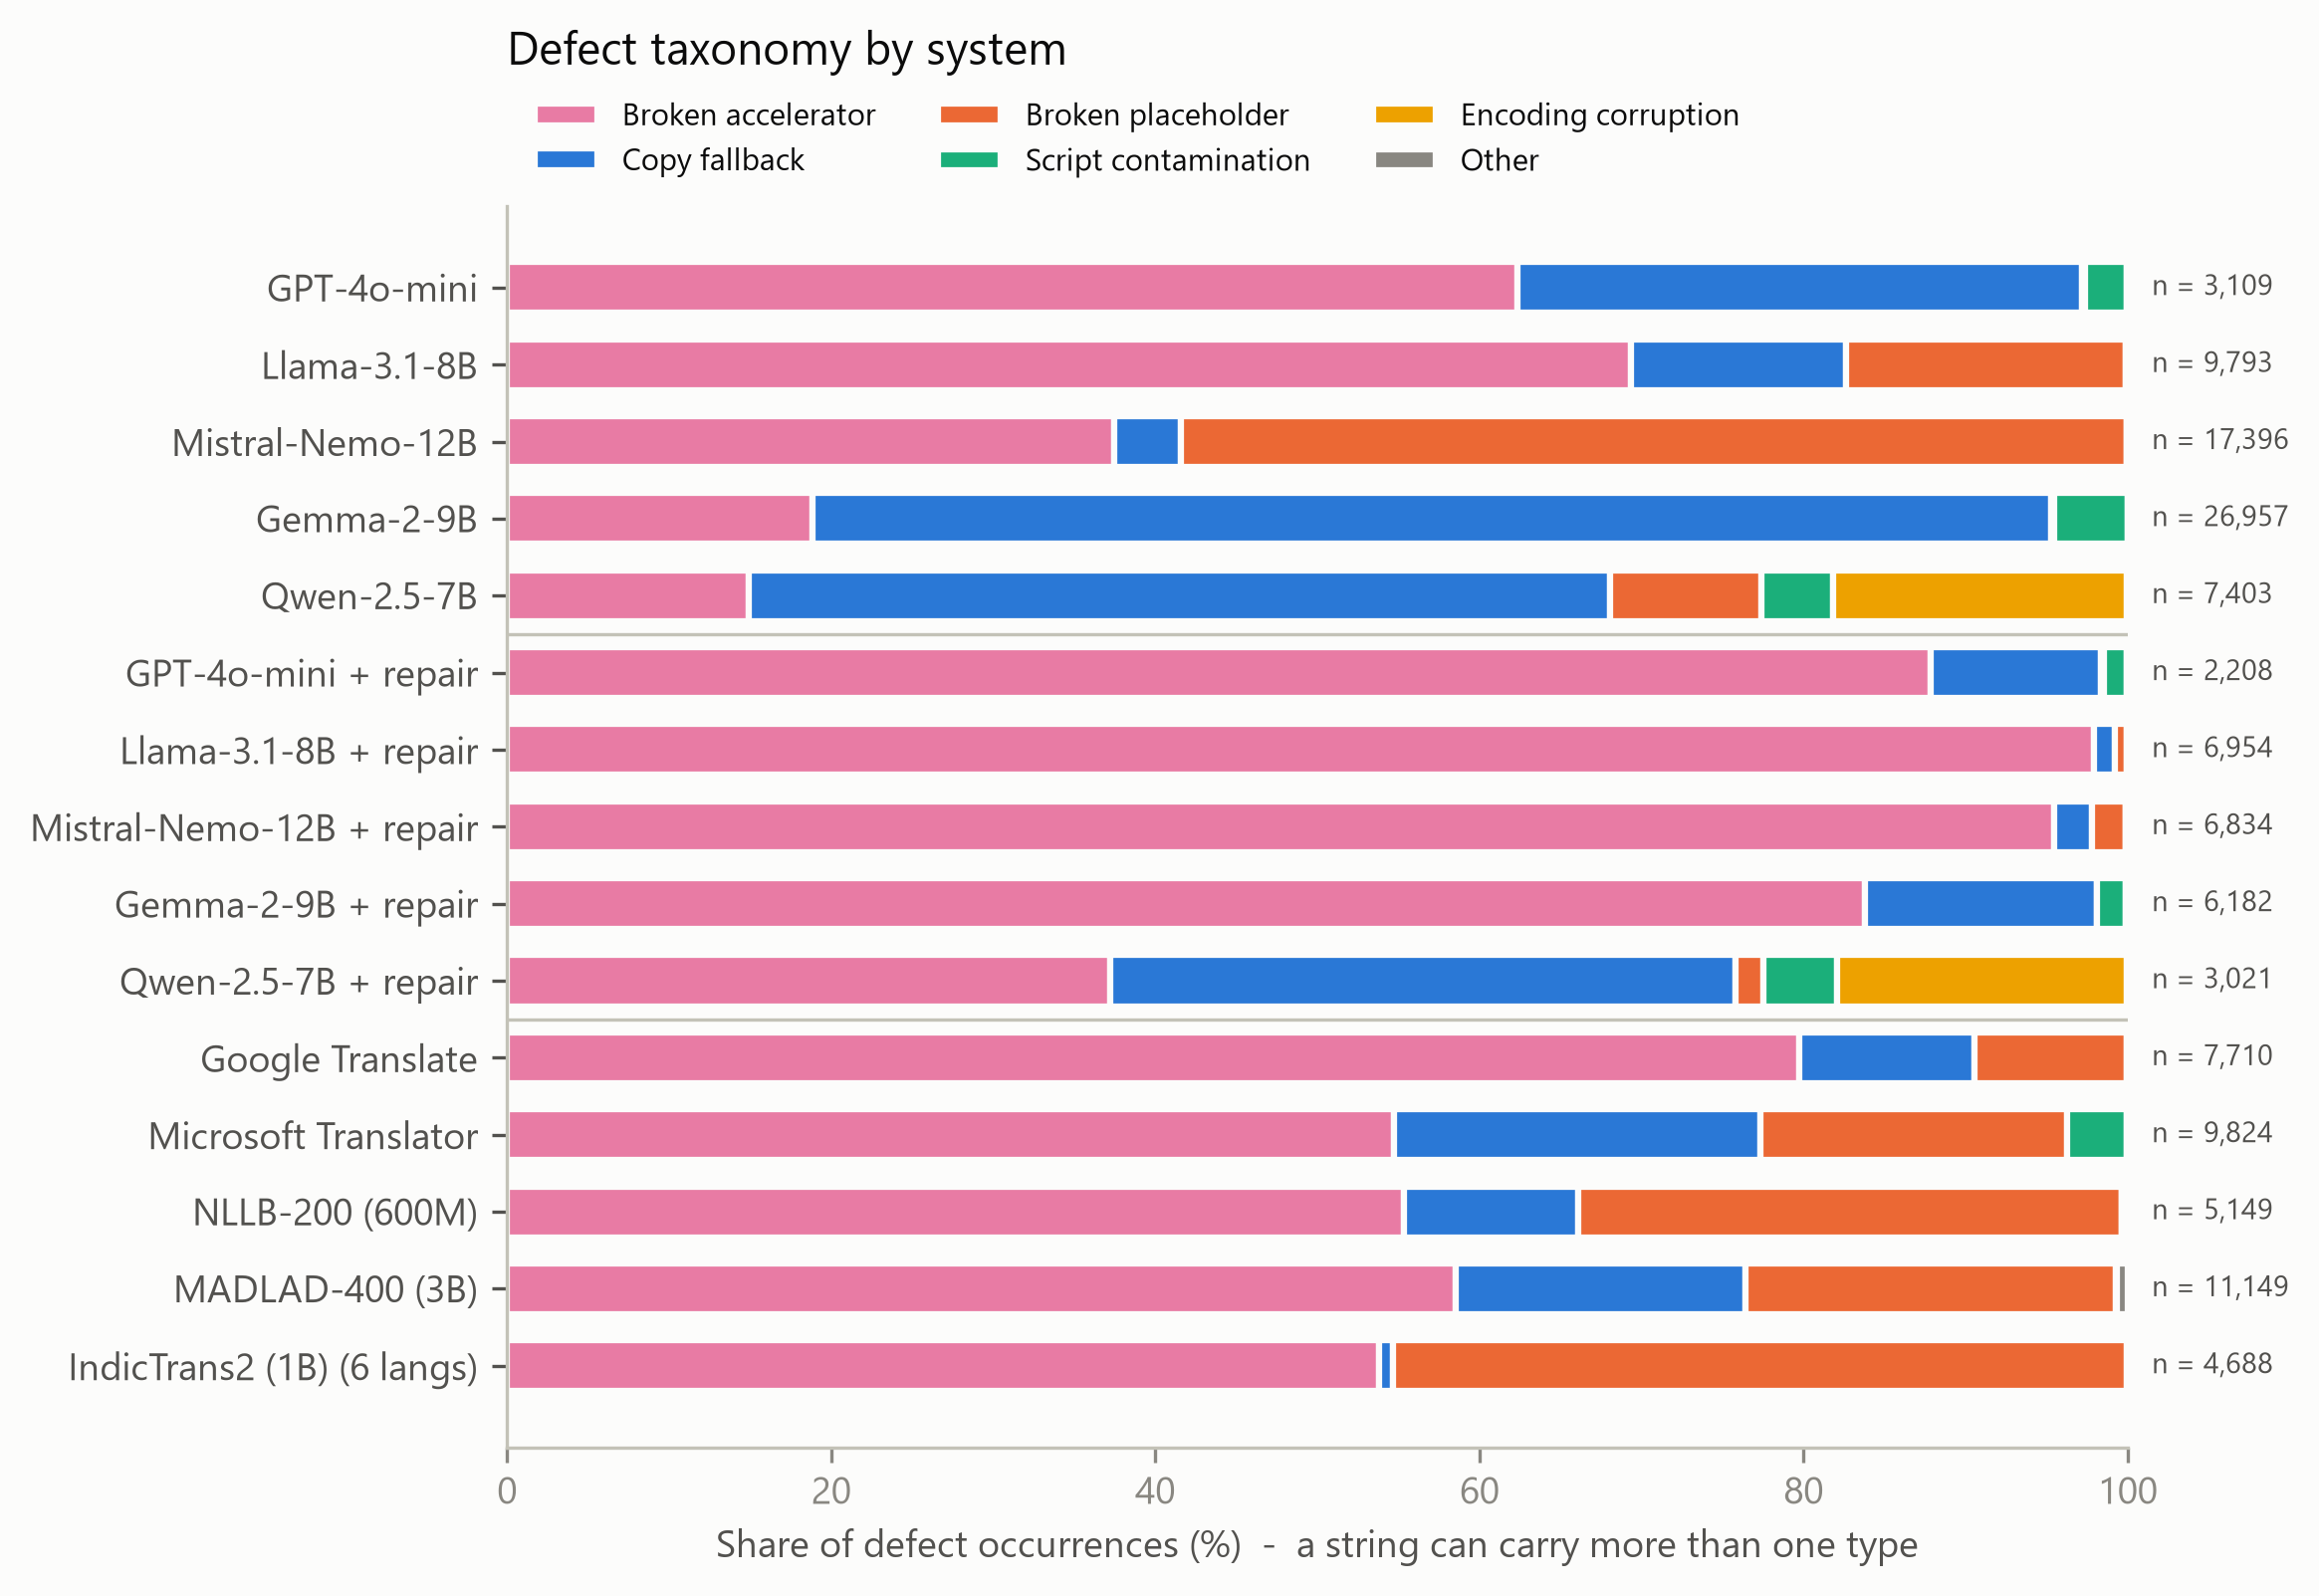 Defect taxonomy by system
Broken accelerator
Broken placeholder
Encoding corruption
Copy fallback
Script contamination
Other
GPT-4o-mini
n = 3,109
Llama-3.1-8B
n = 9,793
Mistral-Nemo-12B
n = 17,396
Gemma-2-9B
n = 26,957
Qwen-2.5-7B
n = 7,403
GPT-4o-mini + repair
n = 2,208
Llama-3.1-8B + repair
n = 6,954
Mistral-Nemo-12B + repair
n = 6,834
Gemma-2-9B + repair
n = 6,182
Qwen-2.5-7B + repair
n = 3,021
Google Translate
n = 7,710
Microsoft Translator
n = 9,824
NLLB-200 (600M)
n = 5,149
MADLAD-400 (3B)
n = 11,149
IndicTrans2 (1B) (6 langs)
n = 4,688
0 20 40 60 80 100
Share of defect occurrences (%) - a string can carry more than one type